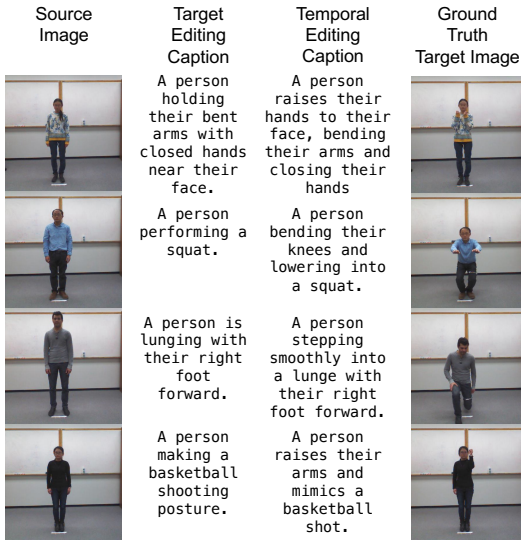 Source
Image
Target
Editing
Caption
Temporal
Editing
Caption
Ground
Truth
Target Image
A person
holding
their bent
arms with
closed hands
near their
face.
A person
raises their
hands to their
face, bending
their arms and
closing their
hands
A person
performing a
squat.
A person
bending their
knees and
lowering into
a squat.
A person is
lunging with
their right
foot
forward.
A person
stepping
smoothly into
a lunge with
their right
foot forward.
A person
making a
basketball
shooting
posture.
A person
raises their
arms and
mimics a
basketball
shot.